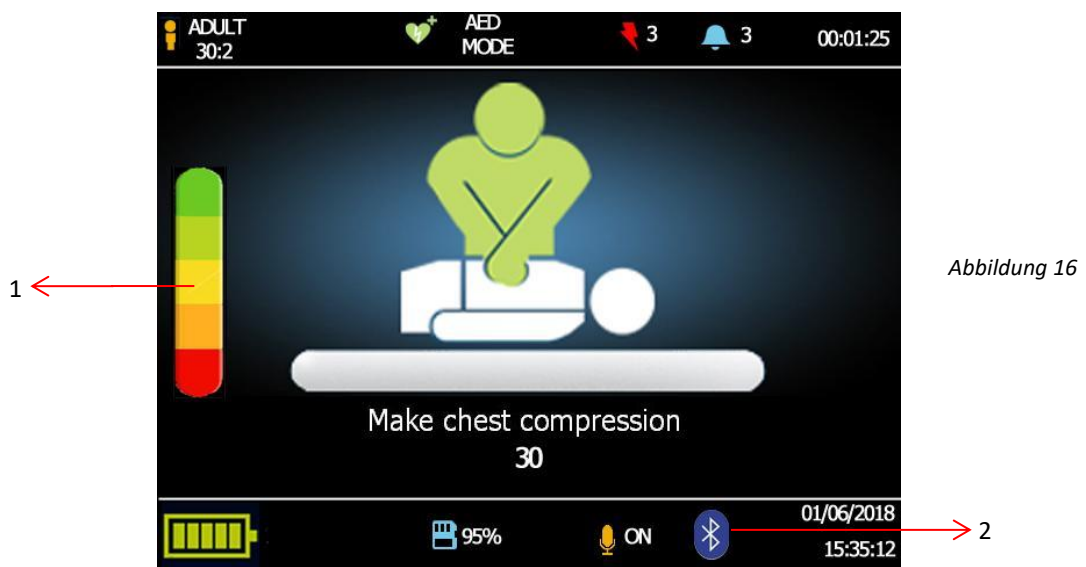 ADULT
30:2
AED
MODE
3
3
00:01:25
1
Abbildung 16
Make chest compression
30
95%
ON
01/06/2018
15:35:12
2